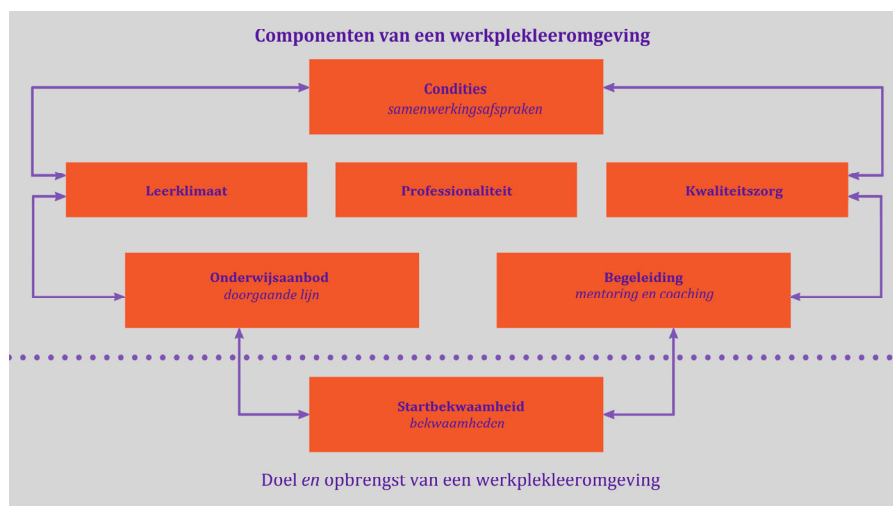 Componenten van een werkplekleeromgeving
Condities
samenwerkingsafspraken
Leerklimaat
Professionaliteit
Kwaliteitszorg
Onderwijsaanbod
doorgaande lijn
Begeleiding
mentoring en coaching
Startbekwaamheid
bekwaamheden
Doel en opbrengst van een werkplekleeromgeving